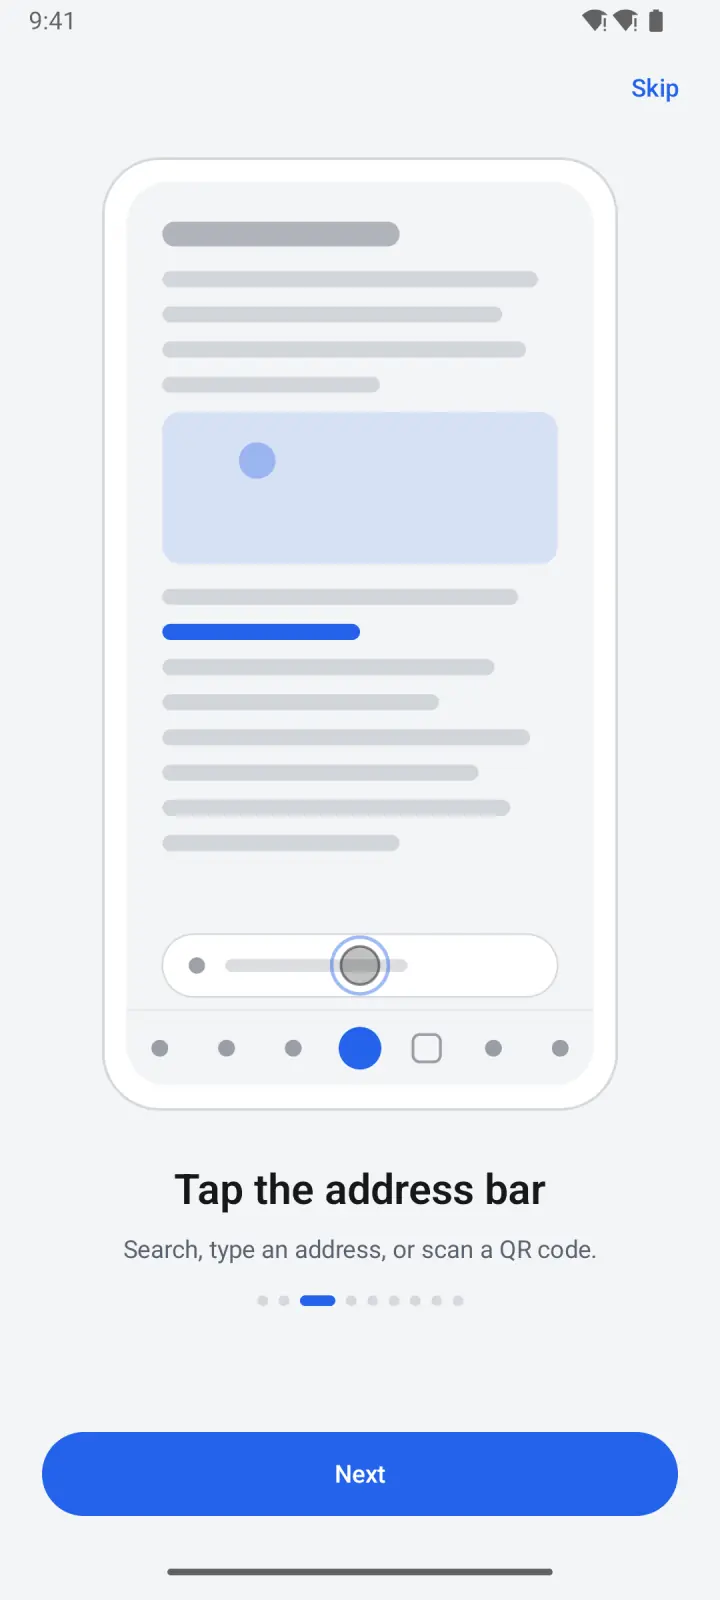 9:41
Skip
Tap the address bar
Search, type an address, or scan a QR code.
Next